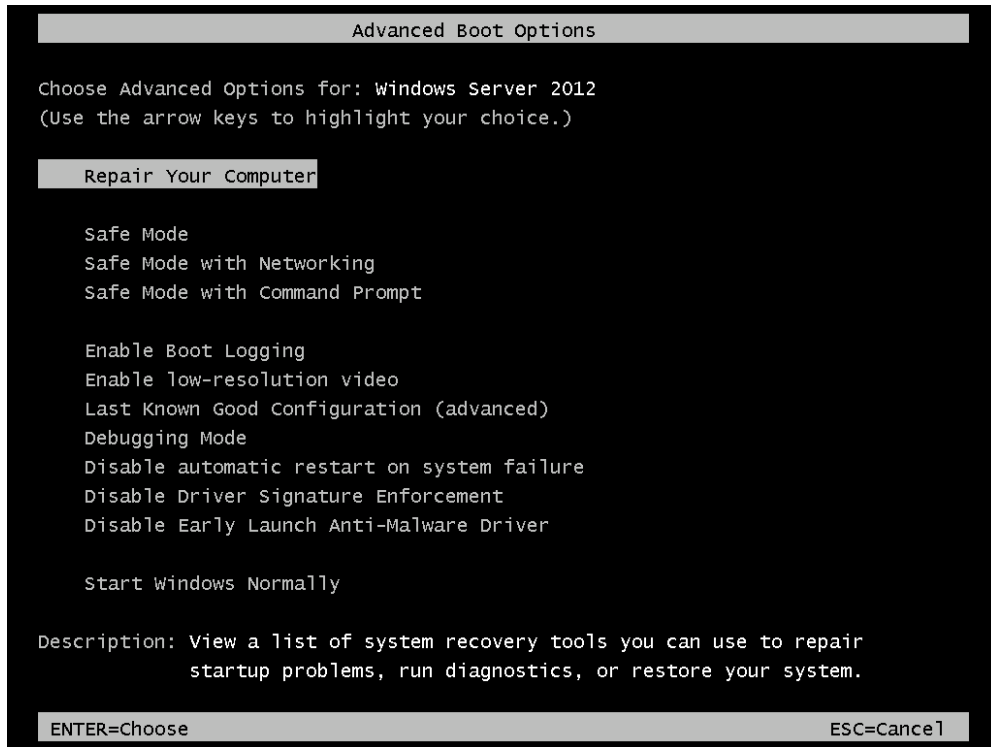 Advanced Boot Options
Choose Advanced Options for: Windows Server 2012
(Use the arrow keys to highlight your choice.)
Repair Your Computer
Safe Mode
Safe Mode with Networking
Safe Mode with Command Prompt
Enable Boot Logging
Enable low-resolution video
Last Known Good Configuration (advanced)
Debugging Mode
Disable automatic restart on system failure
Disable Driver Signature Enforcement
Disable Early Launch Anti-Malware Driver
Start Windows Normally
Description: View a list of system recovery tools you can use to repair
startup problems, run diagnostics, or restore your system.
ENTER=Choose ESC=Cancel